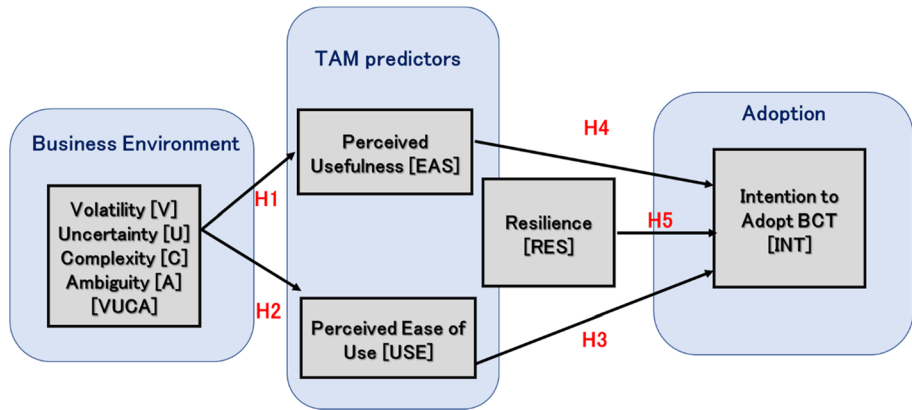 Business Environment
Volatility [V]
Uncertainty [U]
Complexity [C]
Ambiguity [A]
[VUCA]
H1
H2
TAM predictors
Perceived
Usefulness [EAS]
Resilience
[RES]
Perceived Ease of
Use [USE]
H4
H5
H3
Adoption
Intention to
Adopt BCT
[INT]